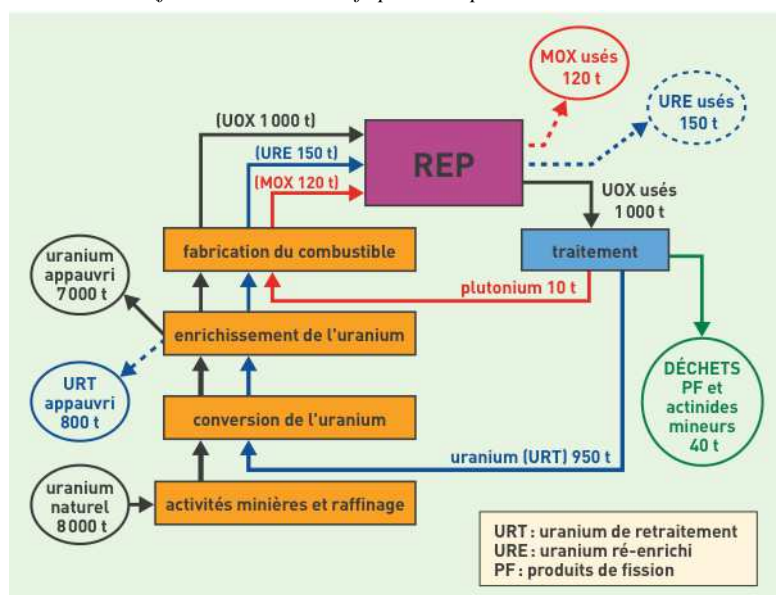 MOX usés
120 t
URE usés
150 t
(UOX 1 000 t)
(URE 150 t)
(MOX 120 t)
REP
UOX usés
1 000 t
fabrication du combustible
traitement
uranium
appauvri
7 000 t
plutonium 10 t
enrichissement de l'uranium
URT
appauvri
800 t
DÉCHETS
PF et
actinides
mineurs
40 t
conversion de l'uranium
uranium (URT) 950 t
uranium
naturel
8 000 t
activités minières et raffinage
URT : uranium de retraitement
URE : uranium ré-enrichi
PF : produits de fission